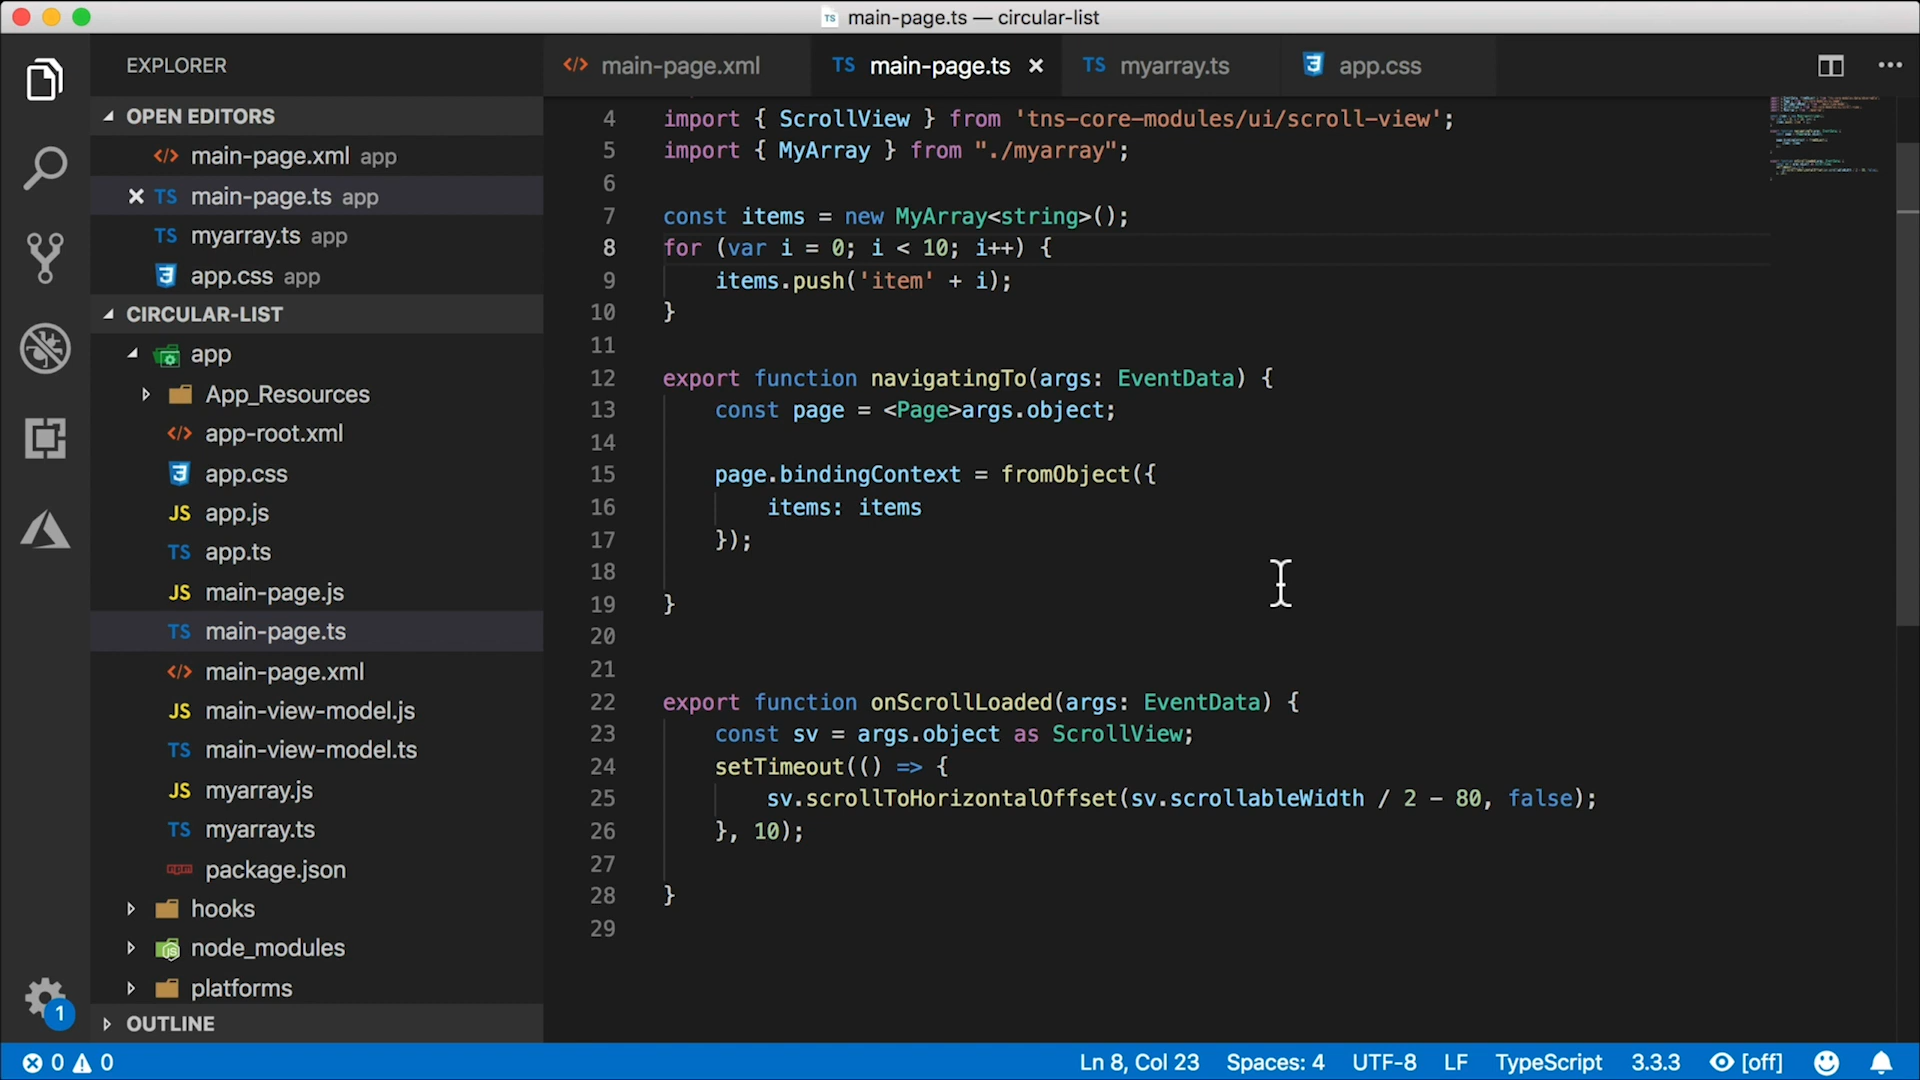 main-page.ts — circular-list
EXPLORER
OPEN EDITORS
main-page.xml app
main-page.ts app
myarray.ts app
app.css app
CIRCULAR-LIST
app
App_Resources
app-root.xml
app.css
app.js
app.ts
main-page.js
main-page.ts
main-page.xml
main-view-model.js
main-view-model.ts
myarray.js
myarray.ts
package.json
hooks
node_modules
platforms
OUTLINE
1
main-page.xml
TS main-page.ts
TS myarray.ts
app.css
4 import { ScrollView } from 'tns-core-modules/ui/scroll-view';
5 import { MyArray } from "./myarray";
6
7 const items = new MyArray<string>();
8 for (var i = 0; i < 10; i++) {
9 items.push('item' + i);
10 }
11
12 export function navigatingTo(args: EventData) {
13 const page = <Page>args.object;
14
15 page.bindingContext = fromObject({
16 items: items
17 });
18
19 }
20
21
22 export function onScrollLoaded(args: EventData) {
23 const sv = args.object as ScrollView;
24 setTimeout(() => {
25 sv.scrollToHorizontalOffset(sv.scrollableWidth / 2 - 80, false);
26 }, 10);
27
28 }
29
0 0
Ln 8, Col 23 Spaces: 4 UTF-8 LF TypeScript 3.3.3 [off]